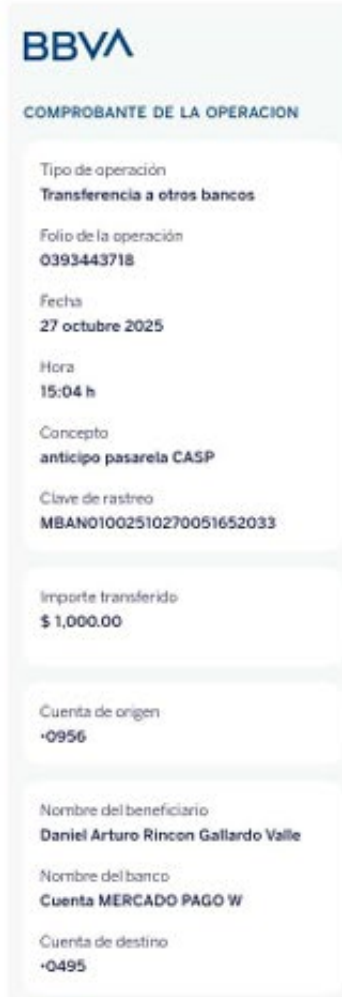 BBVA
COMPROBANTE DE LA OPERACION
Tipo de operación
Transferencia a otros bancos
Folio de la operación
0393443718
Fecha
27 octubre 2025
Hora
15:04 h
Concepto
anticipo pasarela CASP
Clave de rastreo
MBAN01002510270051652033
Importe transferido
$ 1,000.00
Cuenta de origen
•0956
Nombre del beneficiario
Daniel Arturo Rincon Gallardo Valle
Nombre del banco
Cuenta MERCADO PAGO W
Cuenta de destino
•0495